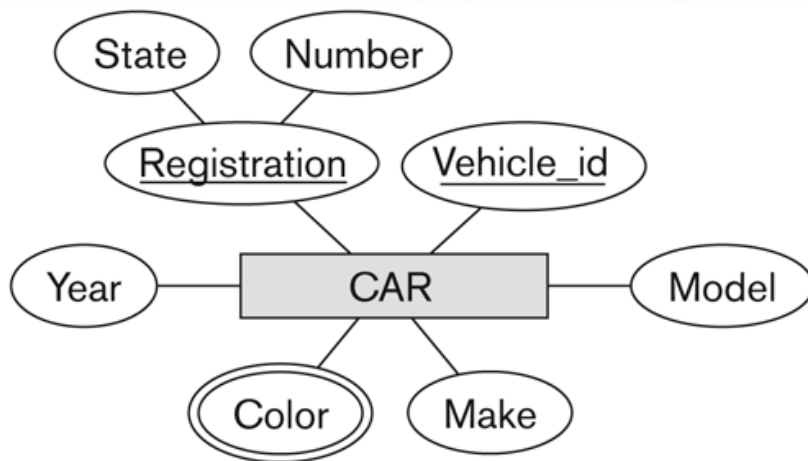 State
Number
Registration
Vehicle_id
Year
CAR
Model
Color
Make